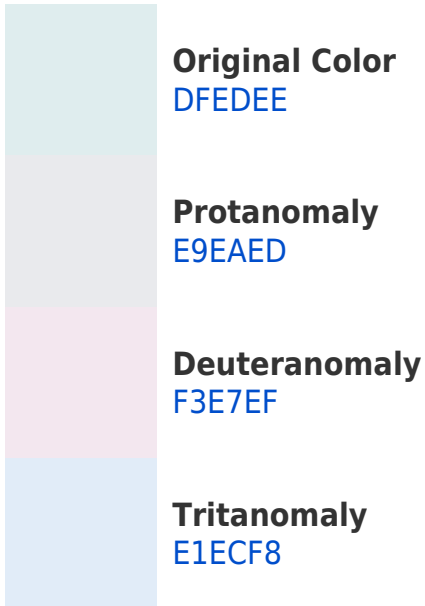 Original Color
DFEDEE
Protanomaly
E9EAED
Deuteranomaly
F3E7EF
Tritanomaly
E1ECF8